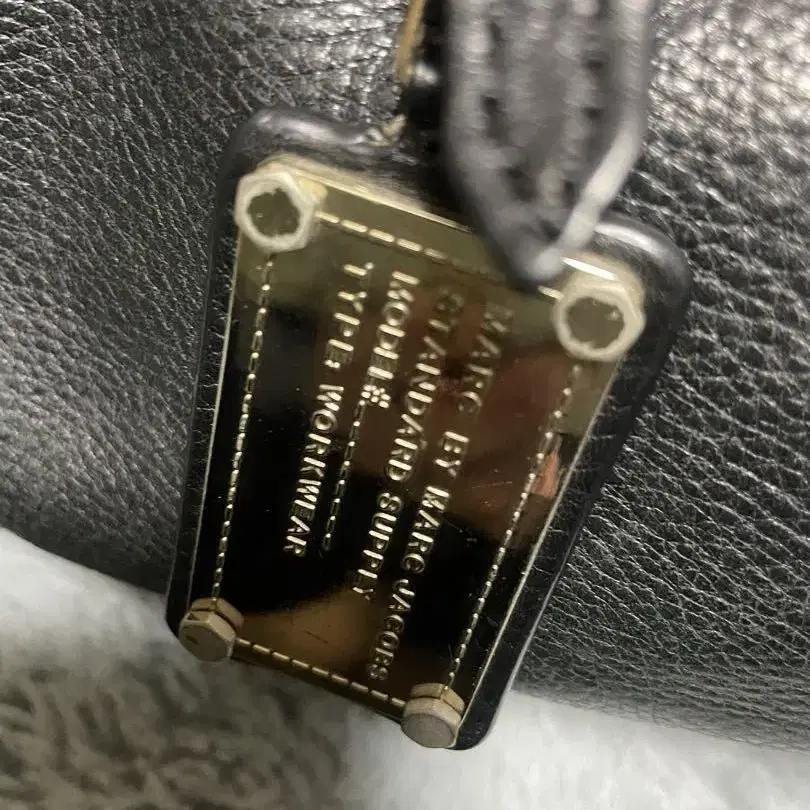 MARC BY MARC JACOBS
STANDARD SUPPLY
MODEL#
TYPE: WORKWEAR